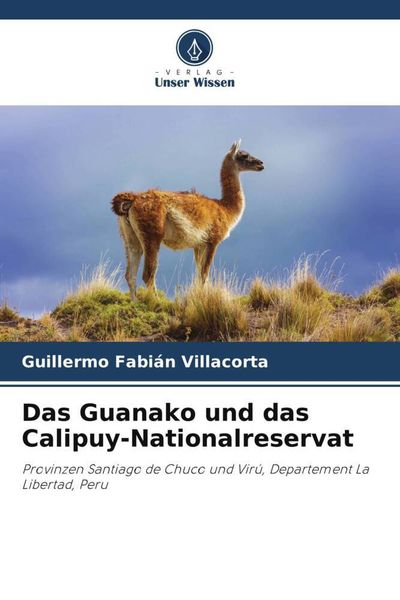 - VERLAG -
Unser Wissen
Guillermo Fabián Villacorta
Das Guanako und das
Calipuy-Nationalreservat
Provinzen Santiago de Chuco und Virú, Departement La
Libertad, Peru